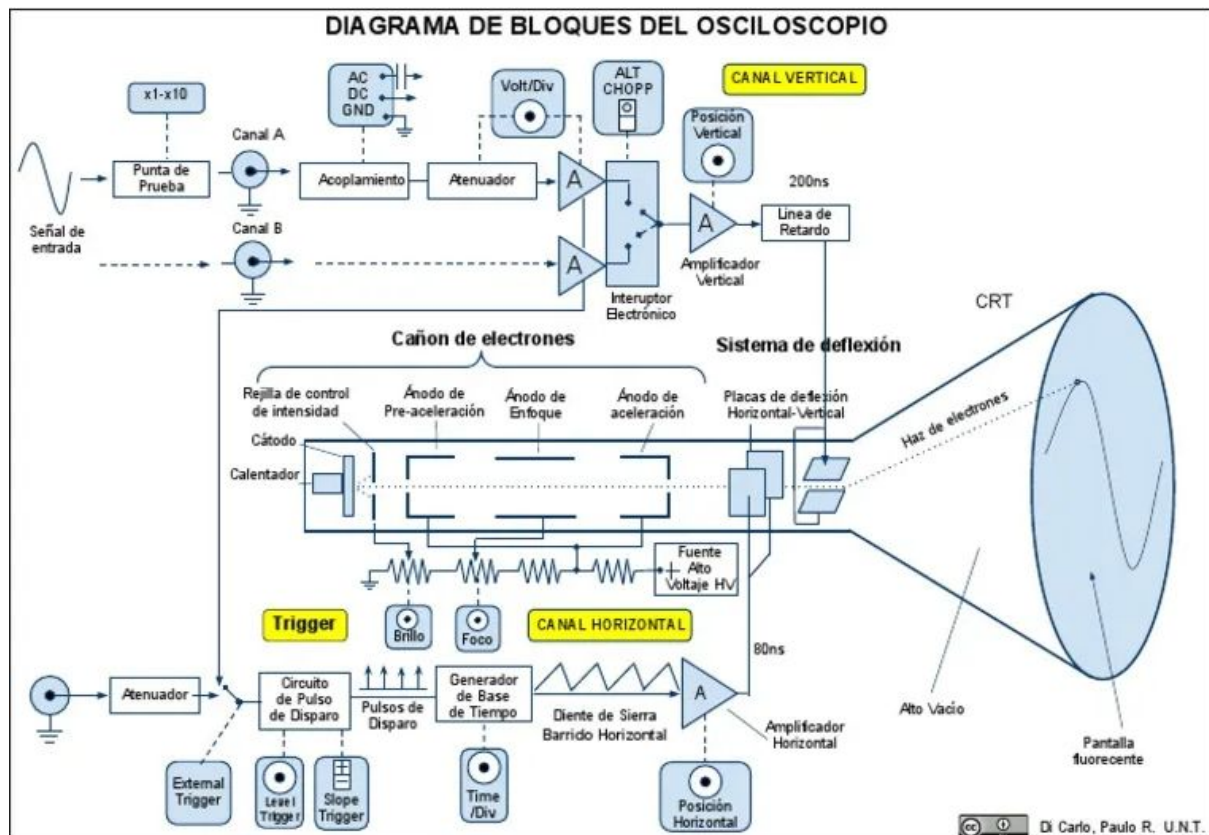 DIAGRAMA DE BLOQUES DEL OSCILOSCOPIO
x1-x10
AC
DC
GND
Volt/Div
ALT
CHOPP
CANAL VERTICAL
Posición
Vertical
Canal A
Punta de
Prueba
Acoplamiento
Atenuador
A
200ns
Linea de
Retardo
Señal de
entrada
Canal B
A
A
Amplificador
Vertical
Interuptor
Electrónico
CRT
Cañon de electrones
Sistema de deflexión
Rejilla de control
de intensidad
Ánodo de
Pre-aceleración
Ánodo de
Enfoque
Ánodo de
aceleración
Placas de deflexión
Horizontal-Vertical
Haz de electrones
Cátodo
Calentador
Fuente
Alto
Voltaje HV
+
Trigger
Brillo
Foco
CANAL HORIZONTAL
80ns
Atenuador
Circuito
de Pulso
de Disparo
Pulsos de
Disparo
Generador
de Base
de Tiempo
Diente de Sierra
Barrido Horizontal
A
Amplificador
Horizontal
Alto Vacío
Pantalla
fluorecente
External
Trigger
Level
Trigger
Slope
Trigger
Time
/Div
Posición
Horizontal
cc
Di Carlo, Paulo R. U.N.T.